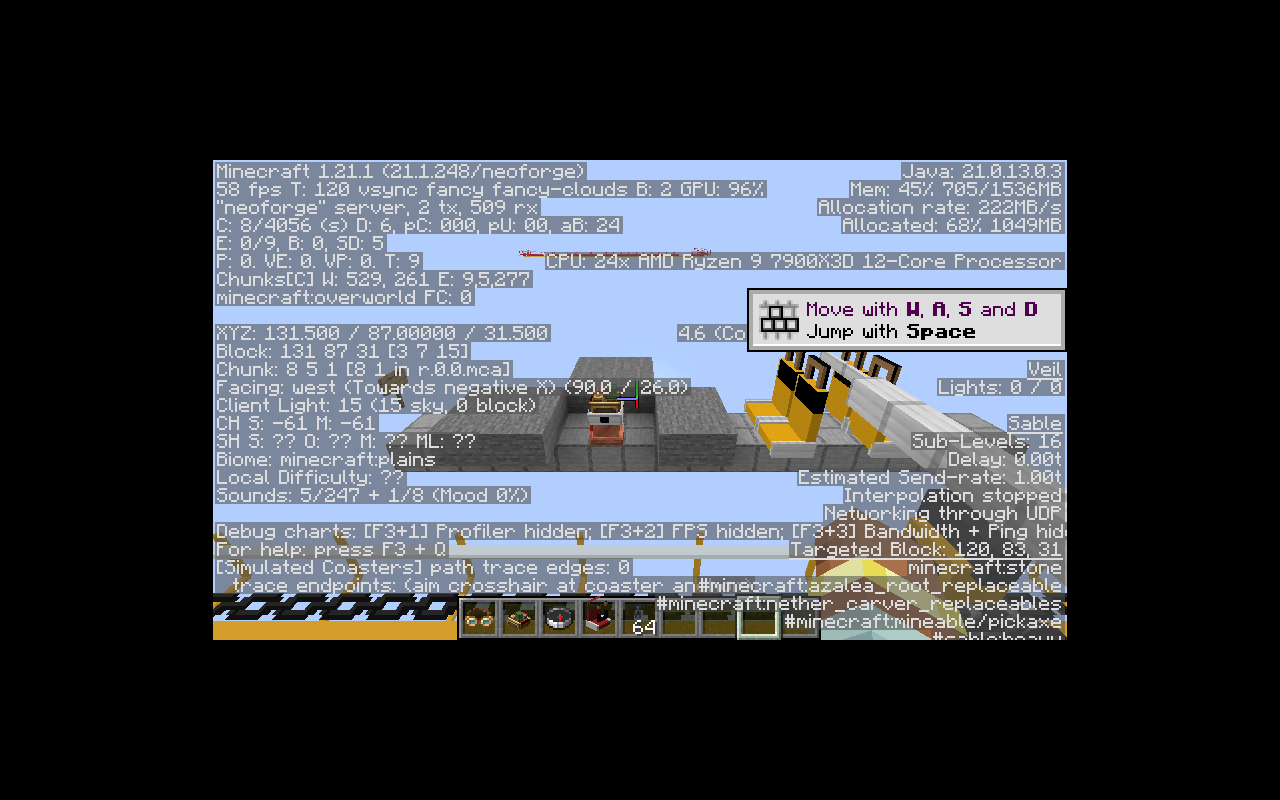 Minecraft 1.21.1 (21.1.248/neoforge)
58 fps T: 120 vsync fancy fancy-clouds B: 2 GPU: 96%
"neoforge" server, 2 tx, 509 rx
C: 8/4056 (s) D: 6, pC: 000, pU: 00, aB: 24
E: 0/9, B: 0, SD: 5
P: 0. VE: 0. VP: 0. T: 9
Chunks[C] W: 529, 261 E: 9,5,277
minecraft:overworld FC: 0
XYZ: 131.500 / 87.00000 / 31.500
Block: 131 87 31 [3 7 15]
Chunk: 8 5 1 [8 1 in r.0.0.mca]
Facing: west (Towards negative X) (90.0 / 26.0)
Client Light: 15 (15 sky, 0 block)
CH S: -61 M: -61
SH S: ?? O: ?? M: ?? ML: ??
Biome: minecraft:plains
Local Difficulty: ??
Sounds: 5/247 + 1/8 (Mood 0%)
Debug charts: [F3+1] Profiler hidden; [F3+2] FPS hidden; [F3+3] Bandwidth + Ping hid
For help: press F3 + Q
[Simulated Coasters] path trace edges: 0
trace endpoints: (aim crosshair at coaster an
Java: 21.0.13.0.3
Mem: 45% 705/1536MB
Allocation rate: 222MB/s
Allocated: 68% 1049MB
CPU: 24x AMD Ryzen 9 7900X3D 12-Core Processor
Move with W, A, S and D
Jump with Space
4.6 (Co
Veil
Lights: 0 / 0
Sable
Sub-Levels: 16
Delay: 0.00t
Estimated Send-rate: 1.00t
Interpolation stopped
Networking through UDP
Targeted Block: 120, 83, 31
minecraft:stone
#minecraft:azalea_root_replaceable
#minecraft:nether_carver_replaceables
#minecraft:mineable/pickaxe
#sable:heavy
64